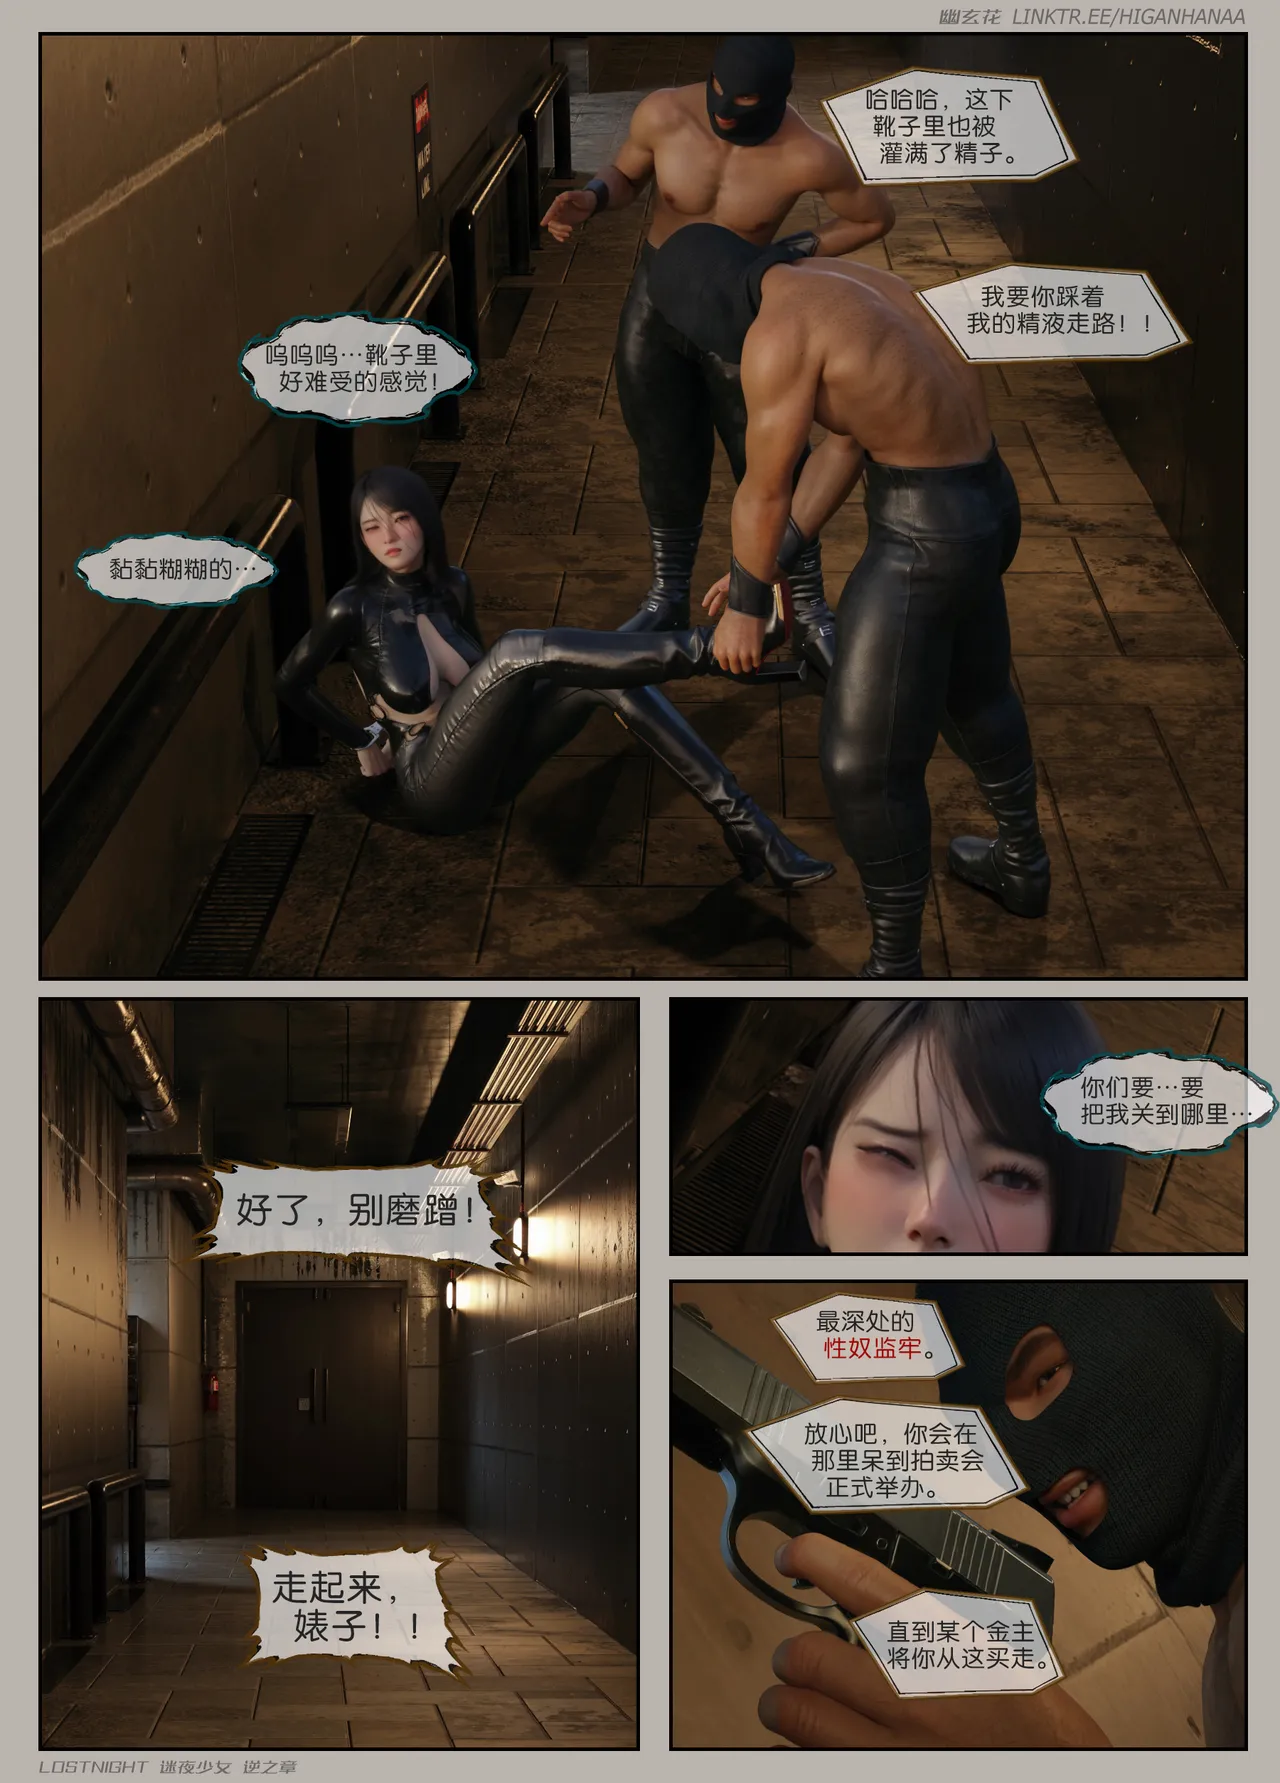 幽玄花 LINKTR.EE/HIGANHANAA
哈哈哈，这下
靴子里也被
灌满了精子。
我要你踩着
我的精液走路！！
呜呜呜…靴子里
好难受的感觉！
黏黏糊糊的…
好了，别磨蹭！
走起来，
婊子！！
你们要…要
把我关到哪里…
最深处的
性奴监牢。
放心吧，你会在
那里呆到拍卖会
正式举办。
直到某个金主
将你从这买走。
LOSTNIGHT 迷夜少女 逆之章